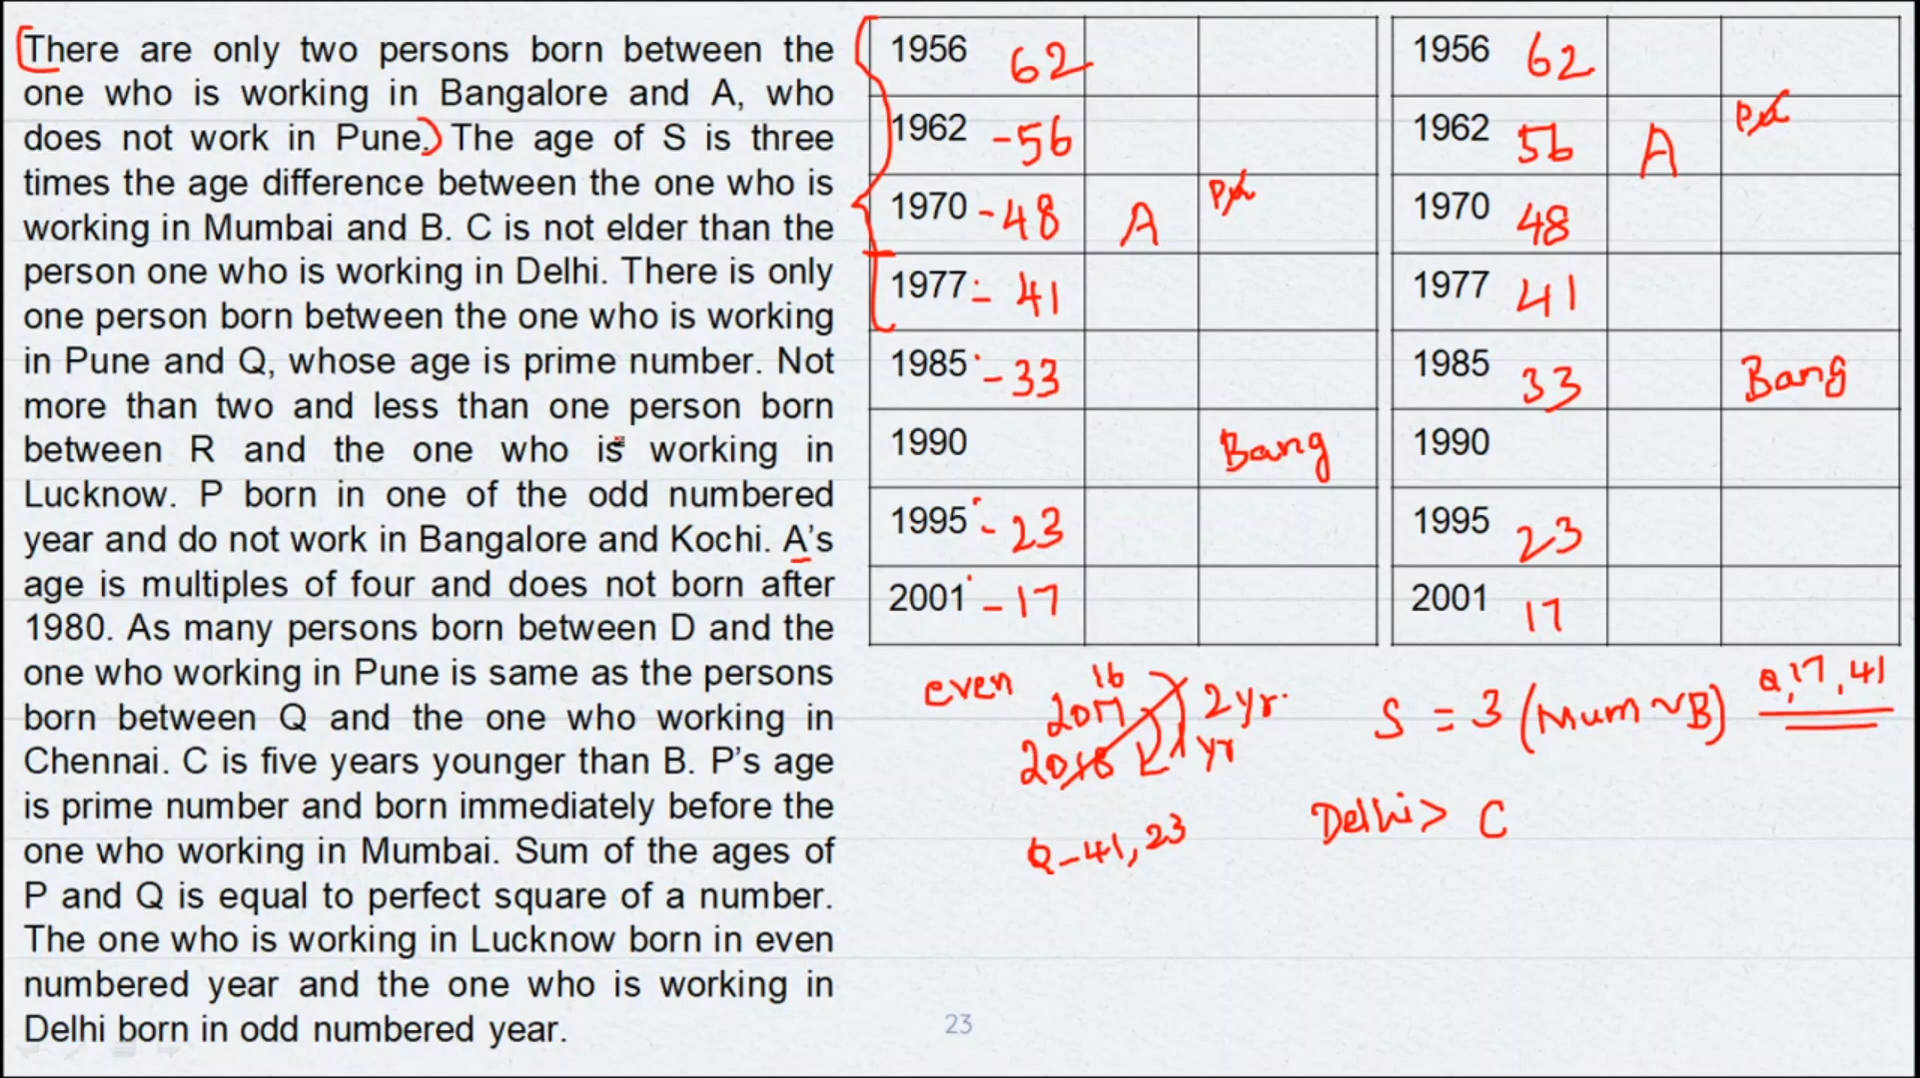 There are only two persons born between the
one who is working in Bangalore and A, who
does not work in Pune. The age of S is three
times the age difference between the one who is
working in Mumbai and B. C is not elder than the
person one who is working in Delhi. There is only
one person born between the one who is working
in Pune and Q, whose age is prime number. Not
more than two and less than one person born
between R and the one who is working in
Lucknow. P born in one of the odd numbered
year and do not work in Bangalore and Kochi. A's
age is multiples of four and does not born after
1980. As many persons born between D and the
one who working in Pune is same as the persons
born between Q and the one who working in
Chennai. C is five years younger than B. P's age
is prime number and born immediately before the
one who working in Mumbai. Sum of the ages of
P and Q is equal to perfect square of a number.
The one who is working in Lucknow born in even
numbered year and the one who is working in
Delhi born in odd numbered year.
1956 62
1962 -56
1970 -48 A
1977 - 41
1985 -33
1990 Bang
1995 - 23
2001 - 17
1956 62
1962 56 A
1970 48
1977 41
1985 33 Bang
1990
1995 23
2001 17
even
16
2017 2 yr.
2018 1 yr
Q - 41, 23
S = 3 (Mum ~ B)
Q, 17, 41
Delhi > C
23